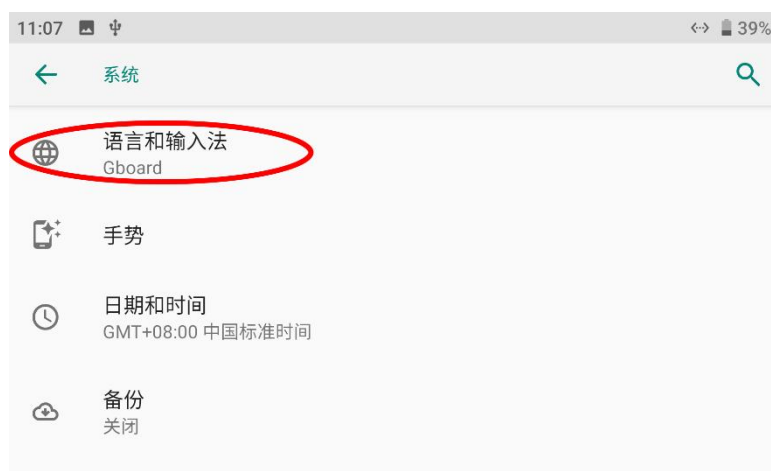 11:07 39%
系统
语言和输入法
Gboard
手势
日期和时间
GMT+08:00 中国标准时间
备份
关闭